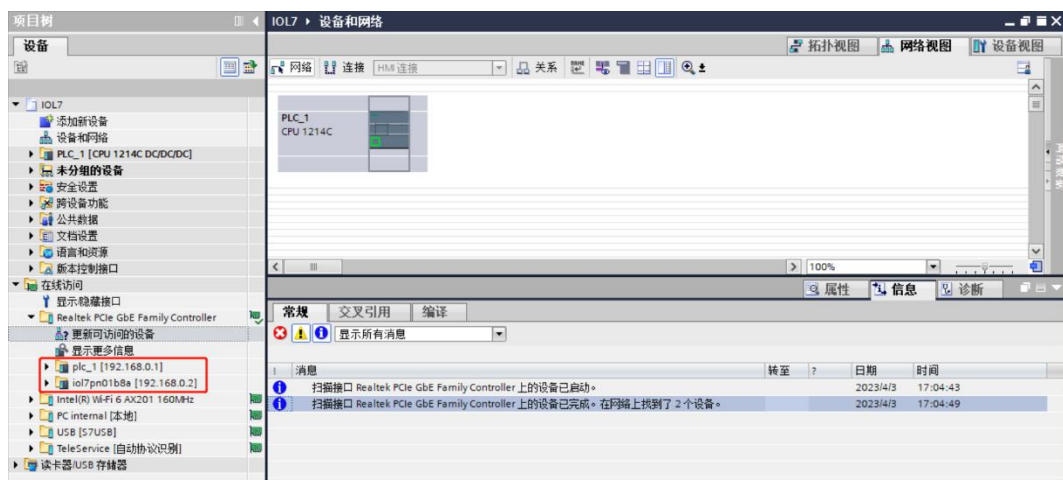 项目树
IOL7 ▸ 设备和网络
设备
拓扑视图
网络视图
设备视图
网络
连接
HMI 连接
关系
IOL7
添加新设备
设备和网络
PLC_1 [CPU 1214C DC/DC/DC]
未分组的设备
安全设置
跨设备功能
公共数据
文档设置
语言和资源
版本控制接口
在线访问
显示/隐藏接口
Realtek PCIe GbE Family Controller
更新可访问的设备
显示更多信息
plc_1 [192.168.0.1]
iol7pn01b8a [192.168.0.2]
Intel(R) Wi-Fi 6 AX201 160MHz
PC internal [本地]
USB [S7USB]
TeleService [自动协议识别]
读卡器/USB 存储器
PLC_1
CPU 1214C
100%
属性
信息
诊断
常规
交叉引用
编译
显示所有消息
! 消息 转至 ? 日期 时间
扫描接口 Realtek PCIe GbE Family Controller 上的设备已启动。 2023/4/3 17:04:43
扫描接口 Realtek PCIe GbE Family Controller 上的设备已完成。在网络上找到了 2 个设备。 2023/4/3 17:04:49